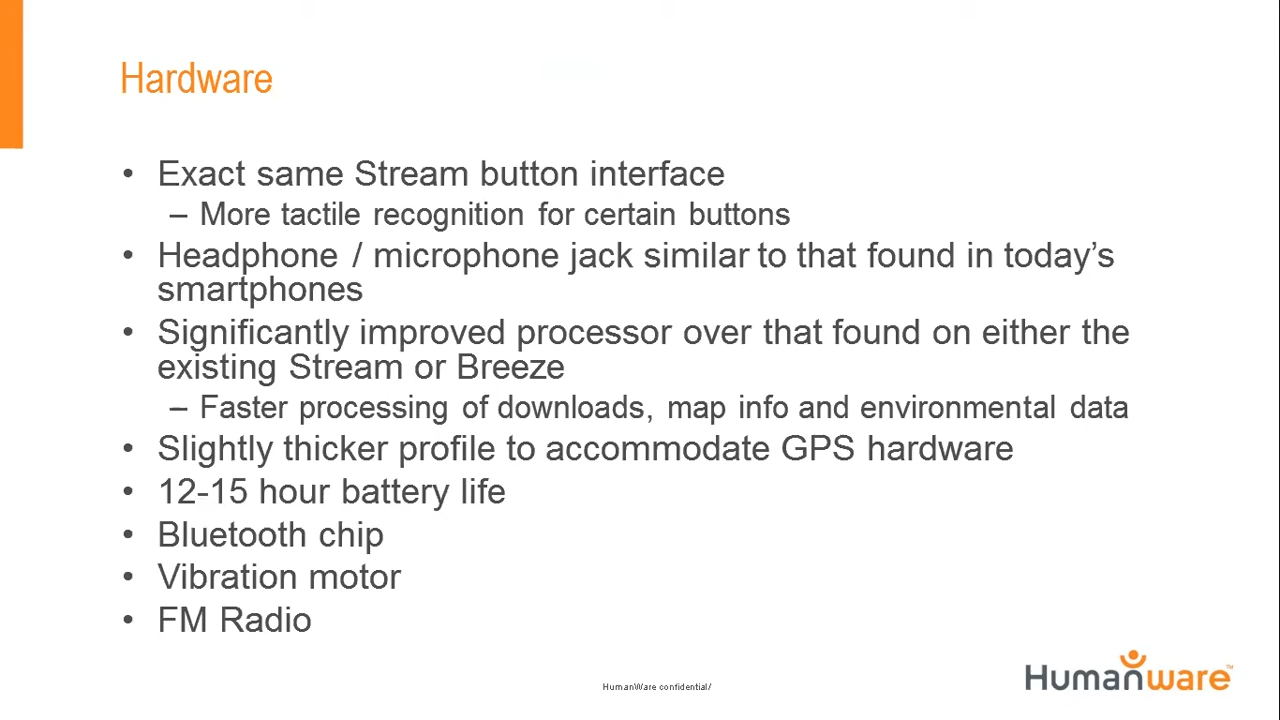 Hardware
• Exact same Stream button interface
– More tactile recognition for certain buttons
• Headphone / microphone jack similar to that found in today’s
smartphones
• Significantly improved processor over that found on either the
existing Stream or Breeze
– Faster processing of downloads, map info and environmental data
• Slightly thicker profile to accommodate GPS hardware
• 12-15 hour battery life
• Bluetooth chip
• Vibration motor
• FM Radio
HumanWare confidential/
Humanware™